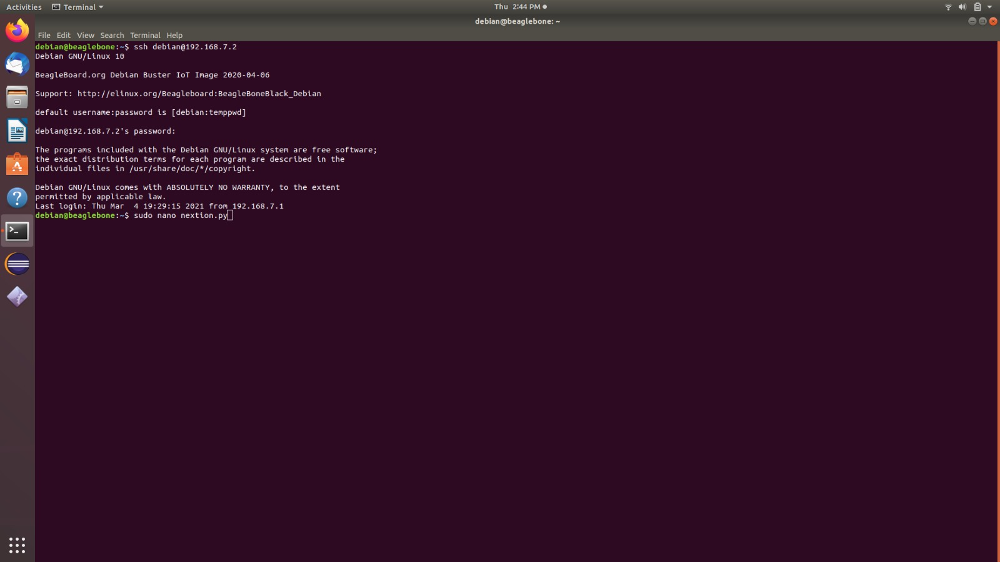 Activities Terminal Thu 2:44 PM
debian@beaglebone: ~
File Edit View Search Terminal Help
debian@beaglebone:~$ ssh debian@192.168.7.2
Debian GNU/Linux 10
BeagleBoard.org Debian Buster IoT Image 2020-04-06
Support: http://elinux.org/Beagleboard:BeagleBoneBlack_Debian
default username:password is [debian:temppwd]
debian@192.168.7.2's password:
The programs included with the Debian GNU/Linux system are free software;
the exact distribution terms for each program are described in the
individual files in /usr/share/doc/*/copyright.
Debian GNU/Linux comes with ABSOLUTELY NO WARRANTY, to the extent
permitted by applicable law.
Last login: Thu Mar  4 19:29:15 2021 from 192.168.7.1
debian@beaglebone:~$ sudo nano nextion.py